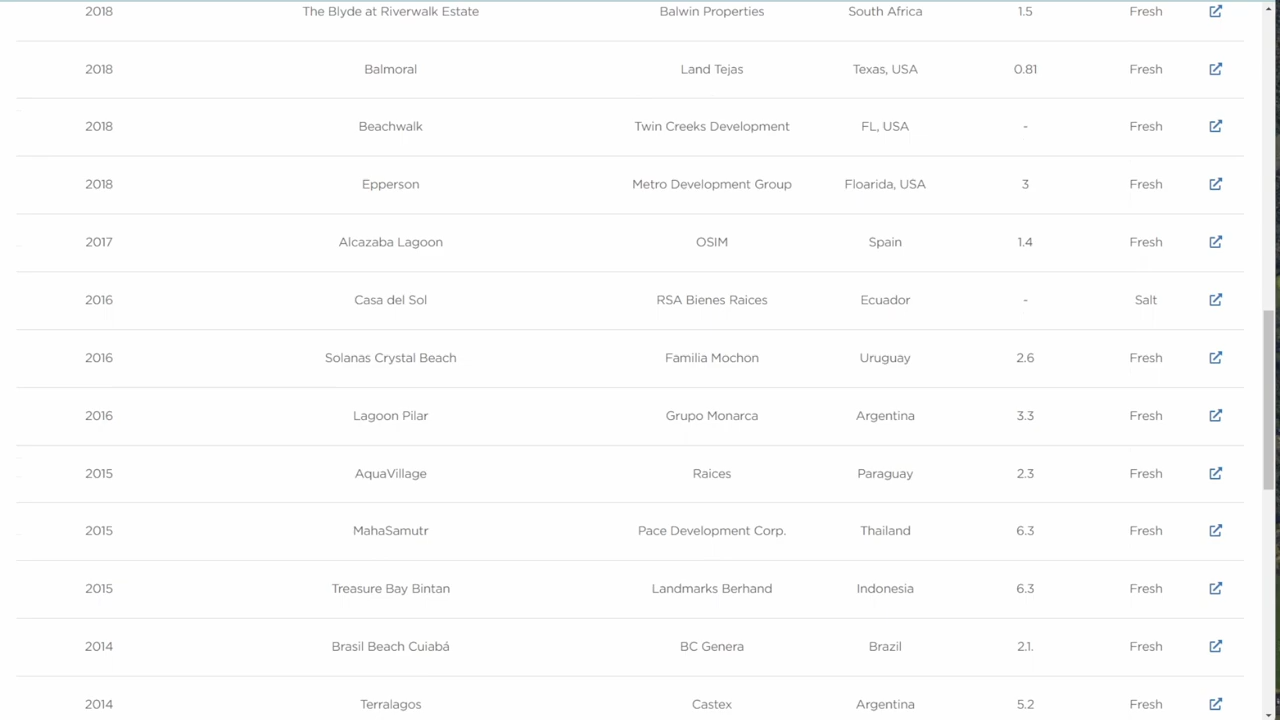 2018 The Blyde at Riverwalk Estate Balwin Properties South Africa 1.5 Fresh
2018 Balmoral Land Tejas Texas, USA 0.81 Fresh
2018 Beachwalk Twin Creeks Development FL, USA - Fresh
2018 Epperson Metro Development Group Floarida, USA 3 Fresh
2017 Alcazaba Lagoon OSIM Spain 1.4 Fresh
2016 Casa del Sol RSA Bienes Raices Ecuador - Salt
2016 Solanas Crystal Beach Familia Mochon Uruguay 2.6 Fresh
2016 Lagoon Pilar Grupo Monarca Argentina 3.3 Fresh
2015 AquaVillage Raices Paraguay 2.3 Fresh
2015 MahaSamutr Pace Development Corp. Thailand 6.3 Fresh
2015 Treasure Bay Bintan Landmarks Berhand Indonesia 6.3 Fresh
2014 Brasil Beach Cuiabá BC Genera Brazil 2.1. Fresh
2014 Terralagos Castex Argentina 5.2 Fresh